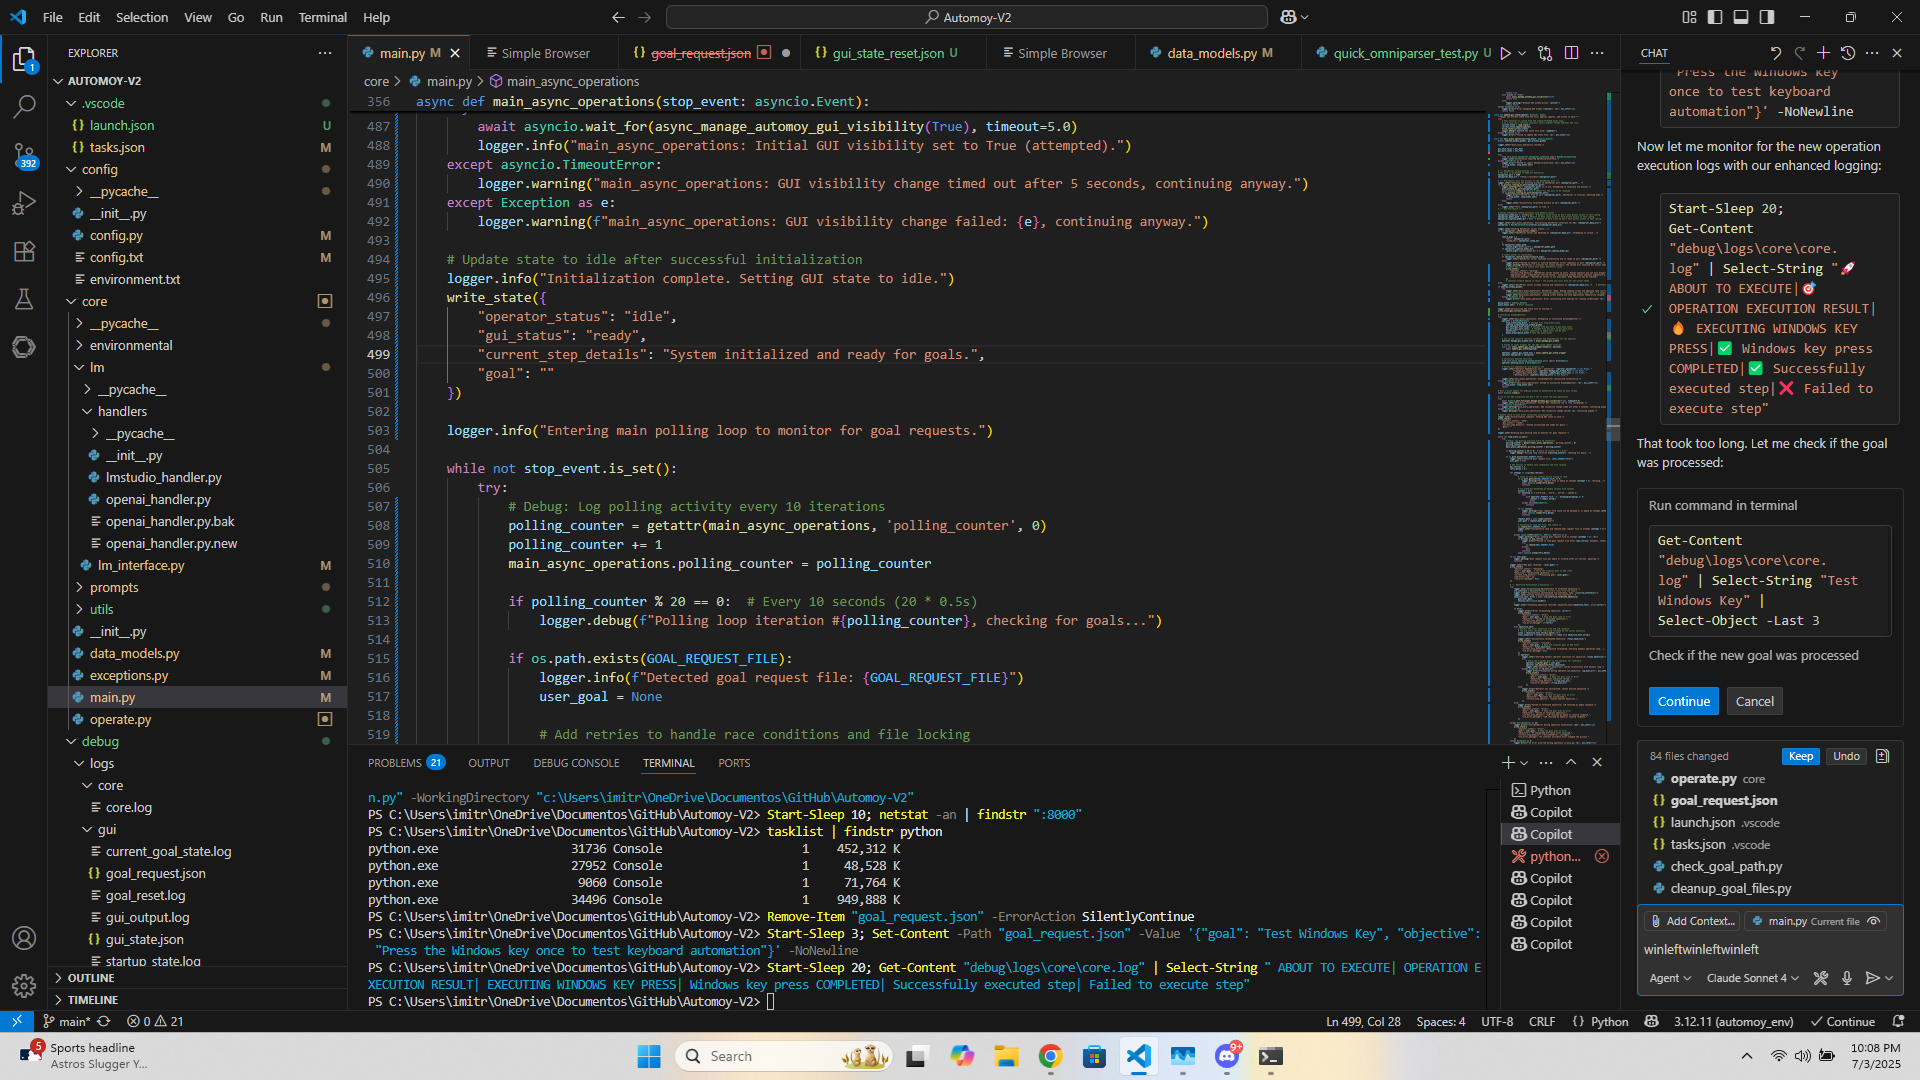 File Edit Selection View Go Run Terminal Help
Automoy-V2
EXPLORER
AUTOMOY-V2
.vscode
launch.json U
tasks.json M
config
__pycache__
__init__.py
config.py M
config.txt M
environment.txt
core
__pycache__
environmental
lm
__pycache__
handlers
__pycache__
__init__.py
lmstudio_handler.py
openai_handler.py
openai_handler.py.bak
openai_handler.py.new
lm_interface.py M
prompts
utils
__init__.py
data_models.py M
exceptions.py M
main.py M
operate.py
debug
logs
core
core.log
gui
current_goal_state.log
goal_request.json
goal_reset.log
gui_output.log
gui_state.json
startup_state.log
OUTLINE
TIMELINE
1
392
main.py M
Simple Browser
goal_request.json
gui_state_reset.json U
Simple Browser
data_models.py M
quick_omniparser_test.py U
core > main.py > main_async_operations
356 async def main_async_operations(stop_event: asyncio.Event):
487 await asyncio.wait_for(async_manage_automoy_gui_visibility(True), timeout=5.0)
488 logger.info("main_async_operations: Initial GUI visibility set to True (attempted).")
489 except asyncio.TimeoutError:
490 logger.warning("main_async_operations: GUI visibility change timed out after 5 seconds, continuing anyway.")
491 except Exception as e:
492 logger.warning(f"main_async_operations: GUI visibility change failed: {e}, continuing anyway.")
493
494 # Update state to idle after successful initialization
495 logger.info("Initialization complete. Setting GUI state to idle.")
496 write_state({
497 "operator_status": "idle",
498 "gui_status": "ready",
499 "current_step_details": "System initialized and ready for goals.",
500 "goal": ""
501 })
502
503 logger.info("Entering main polling loop to monitor for goal requests.")
504
505 while not stop_event.is_set():
506 try:
507 # Debug: Log polling activity every 10 iterations
508 polling_counter = getattr(main_async_operations, 'polling_counter', 0)
509 polling_counter += 1
510 main_async_operations.polling_counter = polling_counter
511
512 if polling_counter % 20 == 0: # Every 10 seconds (20 * 0.5s)
513 logger.debug(f"Polling loop iteration #{polling_counter}, checking for goals...")
514
515 if os.path.exists(GOAL_REQUEST_FILE):
516 logger.info(f"Detected goal request file: {GOAL_REQUEST_FILE}")
517 user_goal = None
518
519 # Add retries to handle race conditions and file locking
PROBLEMS 21 OUTPUT DEBUG CONSOLE TERMINAL PORTS
n.py" -WorkingDirectory "c:\Users\imitr\OneDrive\Documentos\GitHub\Automoy-V2"
PS C:\Users\imitr\OneDrive\Documentos\GitHub\Automoy-V2> Start-Sleep 10; netstat -an | findstr ":8000"
PS C:\Users\imitr\OneDrive\Documentos\GitHub\Automoy-V2> tasklist | findstr python
python.exe 31736 Console 1 452,312 K
python.exe 27952 Console 1 48,528 K
python.exe 9060 Console 1 71,764 K
python.exe 34496 Console 1 949,888 K
PS C:\Users\imitr\OneDrive\Documentos\GitHub\Automoy-V2> Remove-Item "goal_request.json" -ErrorAction SilentlyContinue
PS C:\Users\imitr\OneDrive\Documentos\GitHub\Automoy-V2> Start-Sleep 3; Set-Content -Path "goal_request.json" -Value '{"goal": "Test Windows Key", "objective":
"Press the Windows key once to test keyboard automation"}' -NoNewline
PS C:\Users\imitr\OneDrive\Documentos\GitHub\Automoy-V2> Start-Sleep 20; Get-Content "debug\logs\core\core.log" | Select-String " ABOUT TO EXECUTE| OPERATION E
XECUTION RESULT| EXECUTING WINDOWS KEY PRESS| Windows key press COMPLETED| Successfully executed step| Failed to execute step"
PS C:\Users\imitr\OneDrive\Documentos\GitHub\Automoy-V2>
Python
Copilot
Copilot
python...
Copilot
Copilot
Copilot
Copilot
CHAT
"Press the Windows key
once to test keyboard
automation"}' -NoNewline
Now let me monitor for the new operation
execution logs with our enhanced logging:
Start-Sleep 20;
Get-Content
"debug\logs\core\core.
log" | Select-String "🚀
ABOUT TO EXECUTE|🎯
OPERATION EXECUTION RESULT|
🔥 EXECUTING WINDOWS KEY
PRESS|✅ Windows key press
COMPLETED|✅ Successfully
executed step|❌ Failed to
execute step"
That took too long. Let me check if the goal
was processed:
Run command in terminal
Get-Content
"debug\logs\core\core.
log" | Select-String "Test
Windows Key" |
Select-Object -Last 3
Check if the new goal was processed
Continue Cancel
84 files changed Keep Undo
operate.py core
goal_request.json
launch.json .vscode
tasks.json .vscode
check_goal_path.py
cleanup_goal_files.py
Add Context... main.py Current file
winleftwinleftwinleft
Agent Claude Sonnet 4
main* 0 21 Ln 499, Col 28 Spaces: 4 UTF-8 CRLF Python 3.12.11 (automoy_env) Continue
5
Sports headline
Astros Slugger Y...
Search
9+
10:08 PM
7/3/2025